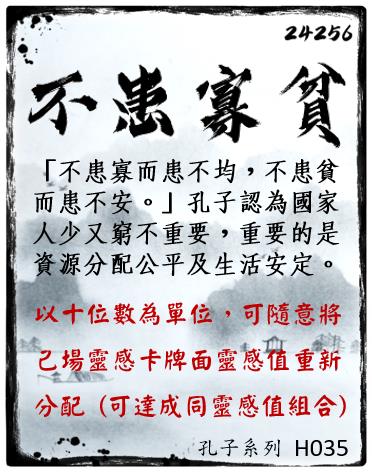 24256
不患寡貧
「不患寡而患不均，不患貧
而患不安。」孔子認為國家
人少又窮不重要，重要的是
資源分配公平及生活安定。
以十位數為單位，可隨意將
己場靈感卡牌面靈感值重新
分配 (可達成同靈感值組合)
孔子系列 H035